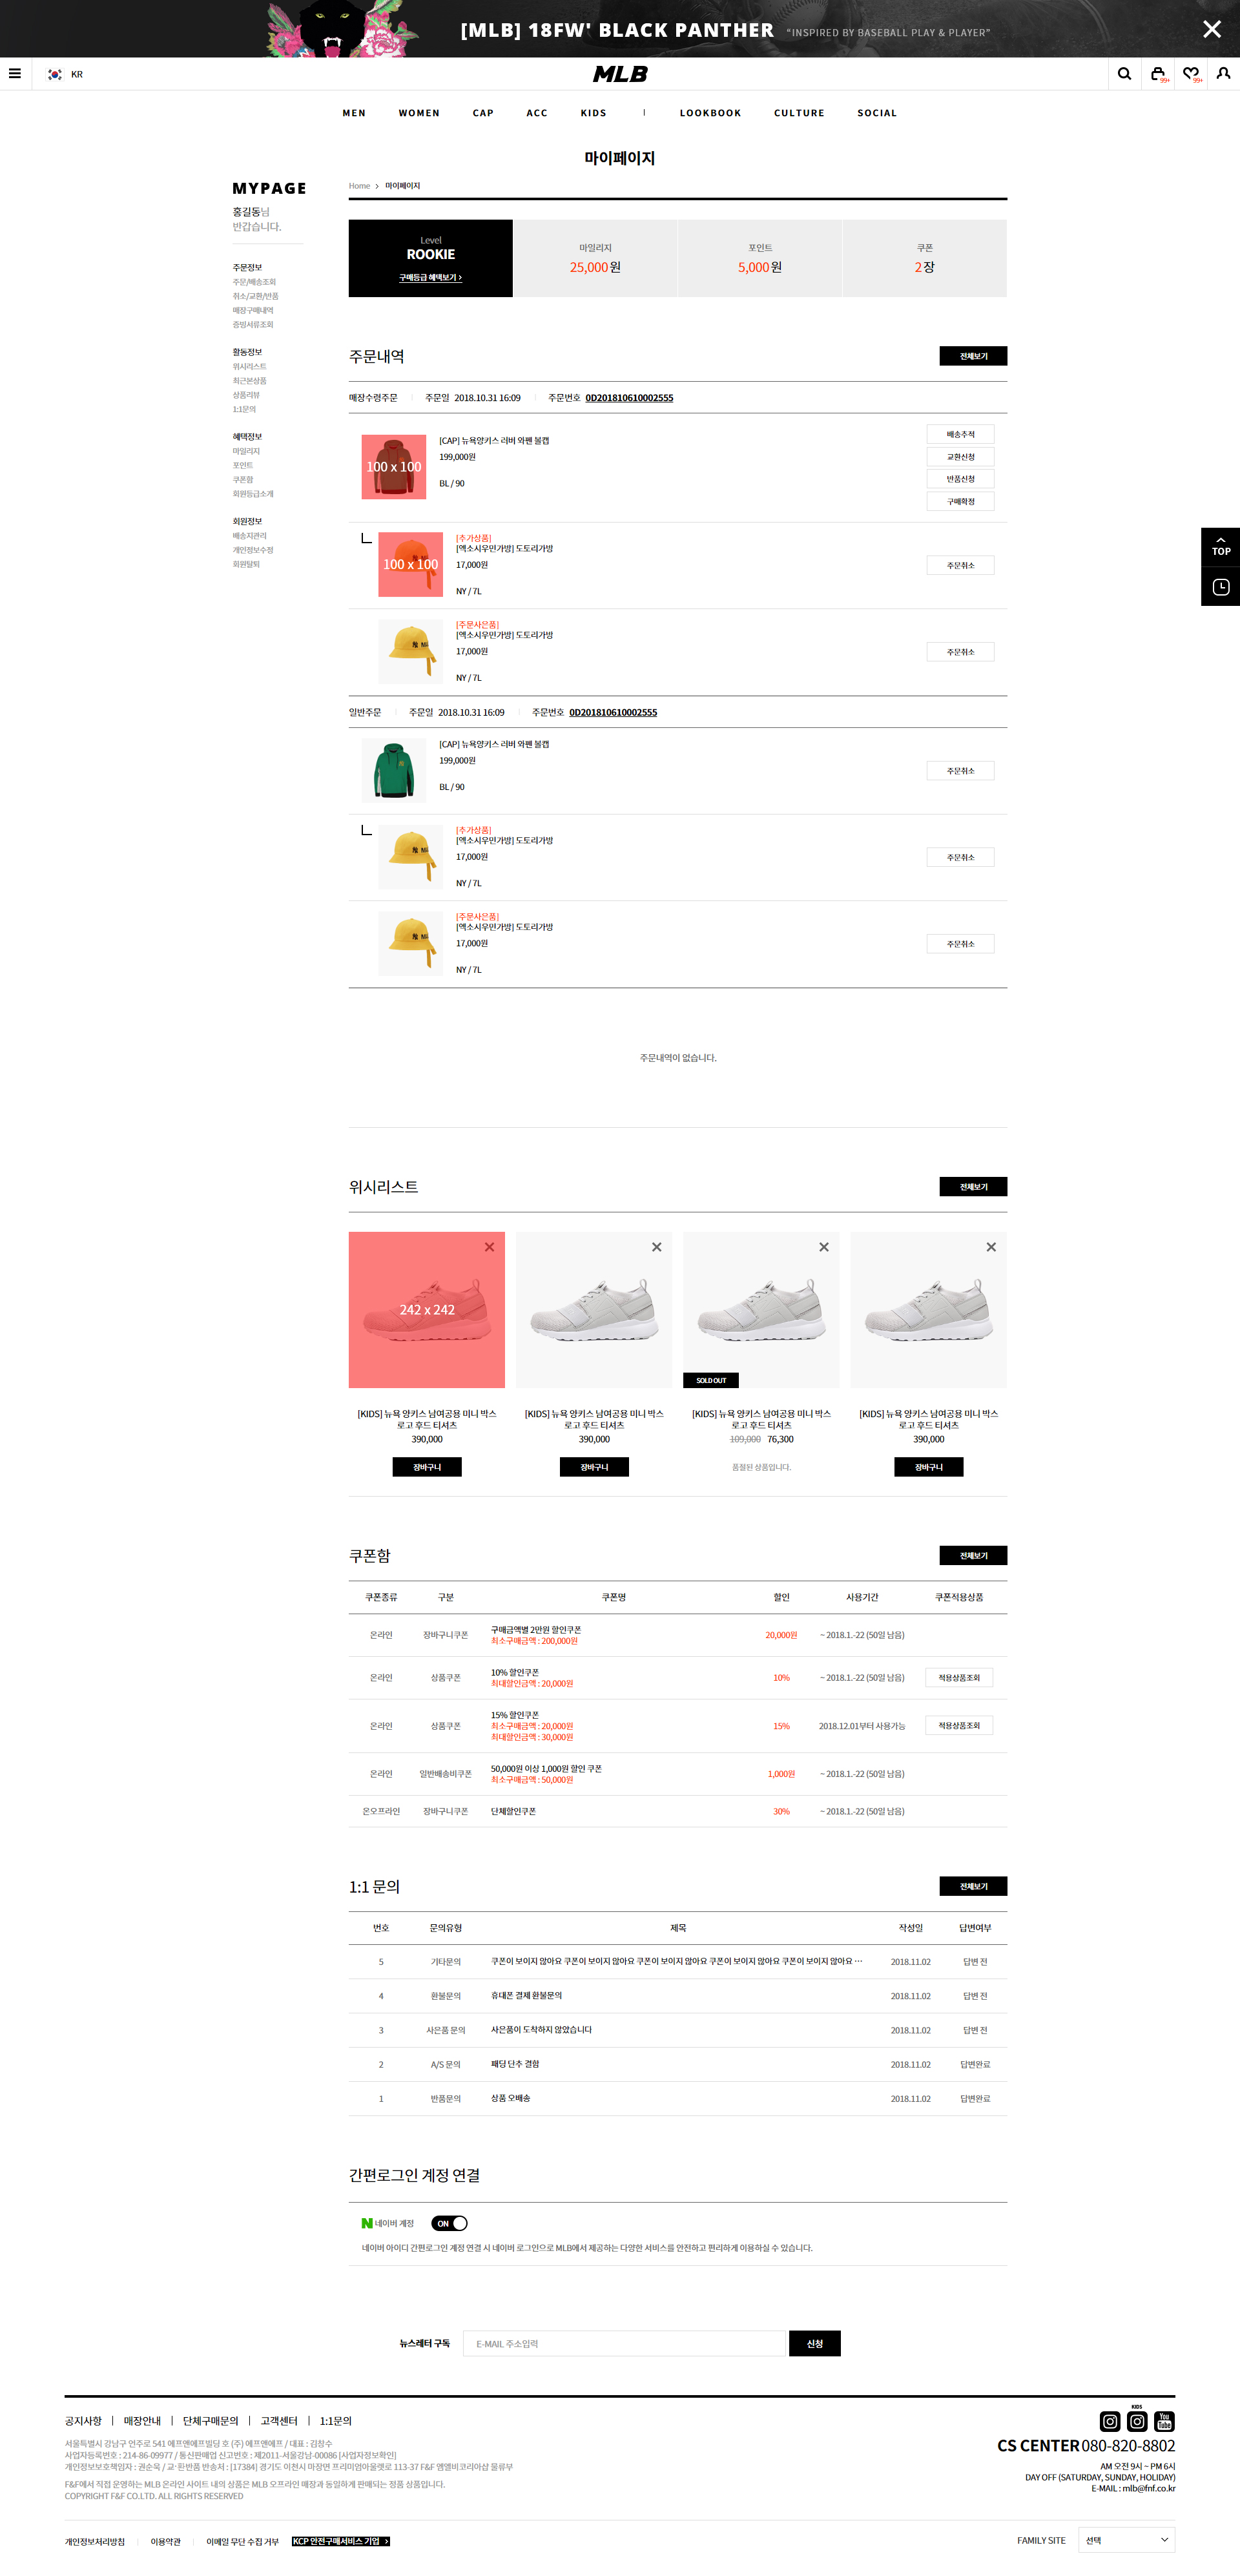 [MLB] 18FW' BLACK PANTHER "INSPIRED BY BASEBALL PLAY & PLAYER"
KR
MLB
99+
99+
MEN WOMEN CAP ACC KIDS | LOOKBOOK CULTURE SOCIAL
마이페이지
MYPAGE
홍길동님
반갑습니다.
주문정보
주문/배송조회
취소/교환/반품
매장구매내역
증빙서류조회
활동정보
위시리스트
최근본상품
상품리뷰
1:1문의
혜택정보
마일리지
포인트
쿠폰함
회원등급소개
회원정보
배송지관리
개인정보수정
회원탈퇴
Home > 마이페이지
Level
ROOKIE
구매등급 혜택보기 >
마일리지
25,000원
포인트
5,000원
쿠폰
2장
주문내역
전체보기
매장수령주문 주문일 2018.10.31 16:09 주문번호 0D201810610002555
100 x 100
[CAP] 뉴욕양키스 러버 와펜 볼캡
199,000원
BL / 90
배송추적
교환신청
반품신청
구매확정
100 x 100
[추가상품]
[엑소시우민가방] 도토리가방
17,000원
NY / 7L
주문취소
[주문사은품]
[엑소시우민가방] 도토리가방
17,000원
NY / 7L
주문취소
일반주문 주문일 2018.10.31 16:09 주문번호 0D201810610002555
[CAP] 뉴욕양키스 러버 와펜 볼캡
199,000원
BL / 90
주문취소
[추가상품]
[엑소시우민가방] 도토리가방
17,000원
NY / 7L
주문취소
[주문사은품]
[엑소시우민가방] 도토리가방
17,000원
NY / 7L
주문취소
주문내역이 없습니다.
TOP
위시리스트
전체보기
242 x 242
[KIDS] 뉴욕 양키스 남여공용 미니 박스
로고 후드 티셔츠
390,000
장바구니
[KIDS] 뉴욕 양키스 남여공용 미니 박스
로고 후드 티셔츠
390,000
장바구니
SOLD OUT
[KIDS] 뉴욕 양키스 남여공용 미니 박스
로고 후드 티셔츠
109,000 76,300
품절된 상품입니다.
[KIDS] 뉴욕 양키스 남여공용 미니 박스
로고 후드 티셔츠
390,000
장바구니
쿠폰함
전체보기
쿠폰종류 구분 쿠폰명 할인 사용기간 쿠폰적용상품
온라인 장바구니쿠폰 구매금액별 2만원 할인쿠폰
최소구매금액 : 200,000원
20,000원 ~ 2018.1.-22 (50일 남음)
온라인 상품쿠폰 10% 할인쿠폰
최대할인금액 : 20,000원
10% ~ 2018.1.-22 (50일 남음) 적용상품조회
온라인 상품쿠폰 15% 할인쿠폰
최소구매금액 : 20,000원
최대할인금액 : 30,000원
15% 2018.12.01부터 사용가능 적용상품조회
온라인 일반배송비쿠폰 50,000원 이상 1,000원 할인 쿠폰
최소구매금액 : 50,000원
1,000원 ~ 2018.1.-22 (50일 남음)
온오프라인 장바구니쿠폰 단체할인쿠폰 30% ~ 2018.1.-22 (50일 남음)
1:1 문의
전체보기
번호 문의유형 제목 작성일 답변여부
5 기타문의 쿠폰이 보이지 않아요 쿠폰이 보이지 않아요 쿠폰이 보이지 않아요 쿠폰이 보이지 않아요 쿠폰이 보이지 않아요 ··· 2018.11.02 답변 전
4 환불문의 휴대폰 결제 환불문의 2018.11.02 답변 전
3 사은품 문의 사은품이 도착하지 않았습니다 2018.11.02 답변 전
2 A/S 문의 패딩 단추 결함 2018.11.02 답변완료
1 반품문의 상품 오배송 2018.11.02 답변완료
간편로그인 계정 연결
N 네이버 계정 ON
네이버 아이디 간편로그인 계정 연결 시 네이버 로그인으로 MLB에서 제공하는 다양한 서비스를 안전하고 편리하게 이용하실 수 있습니다.
뉴스레터 구독 E-MAIL 주소입력 신청
공지사항 | 매장안내 | 단체구매문의 | 고객센터 | 1:1문의
서울특별시 강남구 언주로 541 에프앤에프빌딩 호 (주) 에프앤에프 / 대표 : 김창수
사업자등록번호 : 214-86-09977 / 통신판매업 신고번호 : 제2011-서울강남-00086 [사업자정보확인]
개인정보보호책임자 : 권순욱 / 교·환반품 반송처 : [17384] 경기도 이천시 마장면 프리미엄아울렛로 113-37 F&F 엠엘비코리아샵 물류부
F&F에서 직접 운영하는 MLB 온라인 사이트 내의 상품은 MLB 오프라인 매장과 동일하게 판매되는 정품 상품입니다.
COPYRIGHT F&F CO.LTD. ALL RIGHTS RESERVED
KIDS
You
Tube
CS CENTER 080-820-8802
AM 오전 9시 ~ PM 6시
DAY OFF (SATURDAY, SUNDAY, HOLIDAY)
E-MAIL : mlb@fnf.co.kr
개인정보처리방침 이용약관 이메일 무단 수집 거부 KCP 안전구매서비스 기업 >
FAMILY SITE 선택